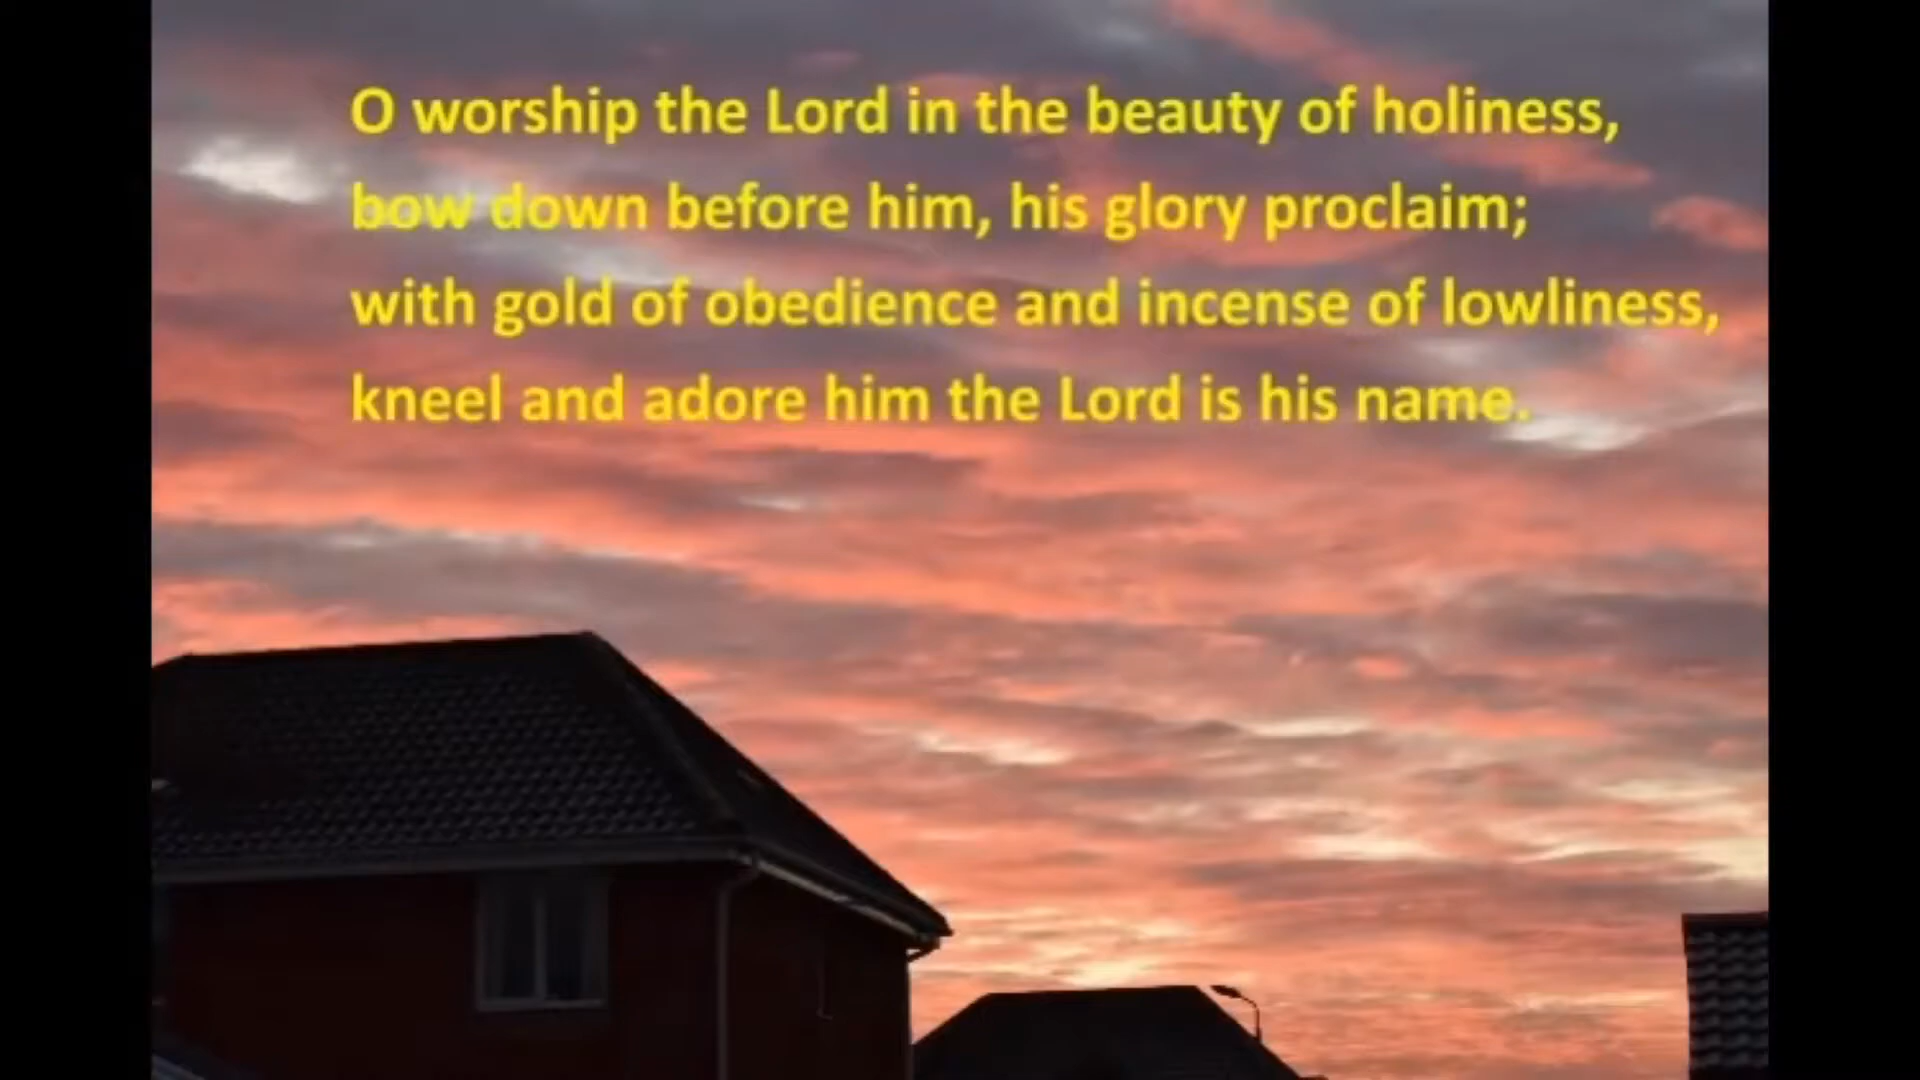 O worship the Lord in the beauty of holiness,
bow down before him, his glory proclaim;
with gold of obedience and incense of lowliness,
kneel and adore him the Lord is his name.